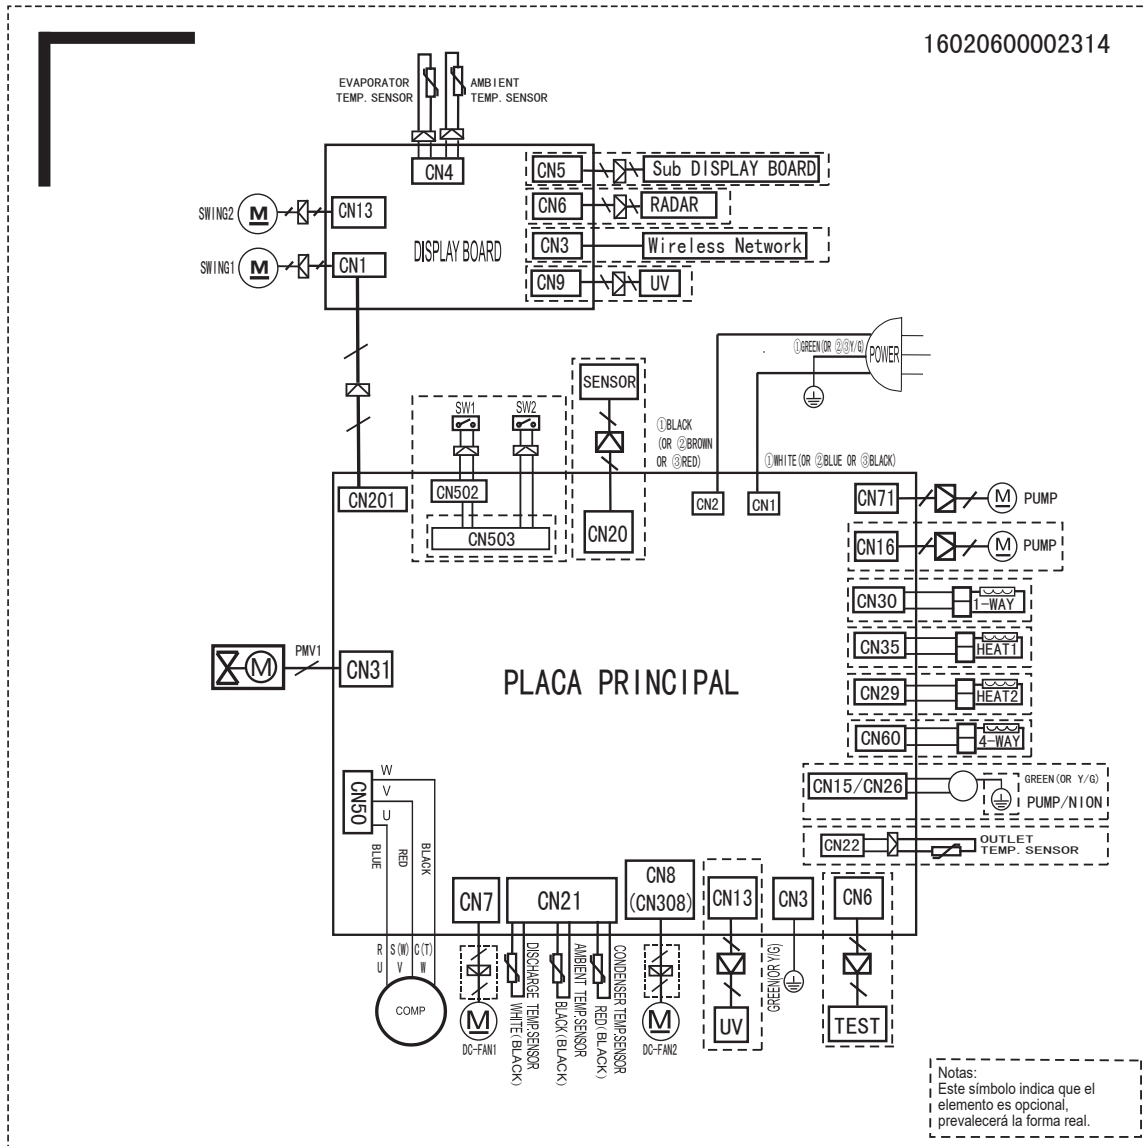 16020600002314
EVAPORATOR
TEMP. SENSOR
AMBIENT
TEMP. SENSOR
CN4
CN5
Sub DISPLAY BOARD
SWING2
M
CN13
CN6
RADAR
DISPLAY BOARD
CN3
Wireless Network
SWING1
M
CN1
CN9
UV
①GREEN(OR ②③Y/G)
POWER
SENSOR
SW1
SW2
①BLACK
(OR ②BROWN
OR ③RED)
①WHITE(OR ②BLUE OR ③BLACK)
CN201
CN502
CN503
CN20
CN2
CN1
CN71
M
PUMP
CN16
M
PUMP
CN30
1-WAY
CN35
HEAT1
PMV1
M
CN31
PLACA PRINCIPAL
CN29
HEAT2
CN60
4-WAY
CN50
W
V
U
BLUE
RED
BLACK
CN15/CN26
GREEN(OR Y/G)
PUMP/NION
CN22
OUTLET
TEMP. SENSOR
CN7
CN21
CN8
(CN308)
CN13
CN3
CN6
R S(W) C(T)
U V W
COMP
M
DC-FAN1
DISCHARGE TEMP.SENSOR
WHITE(BLACK)
AMBIENT TEMP.SENSOR
BLACK(BLACK)
CONDENSER TEMP.SENSOR
RED(BLACK)
M
DC-FAN2
UV
GREEN(OR Y/G)
TEST
Notas:
Este símbolo indica que el
elemento es opcional,
prevalecerá la forma real.